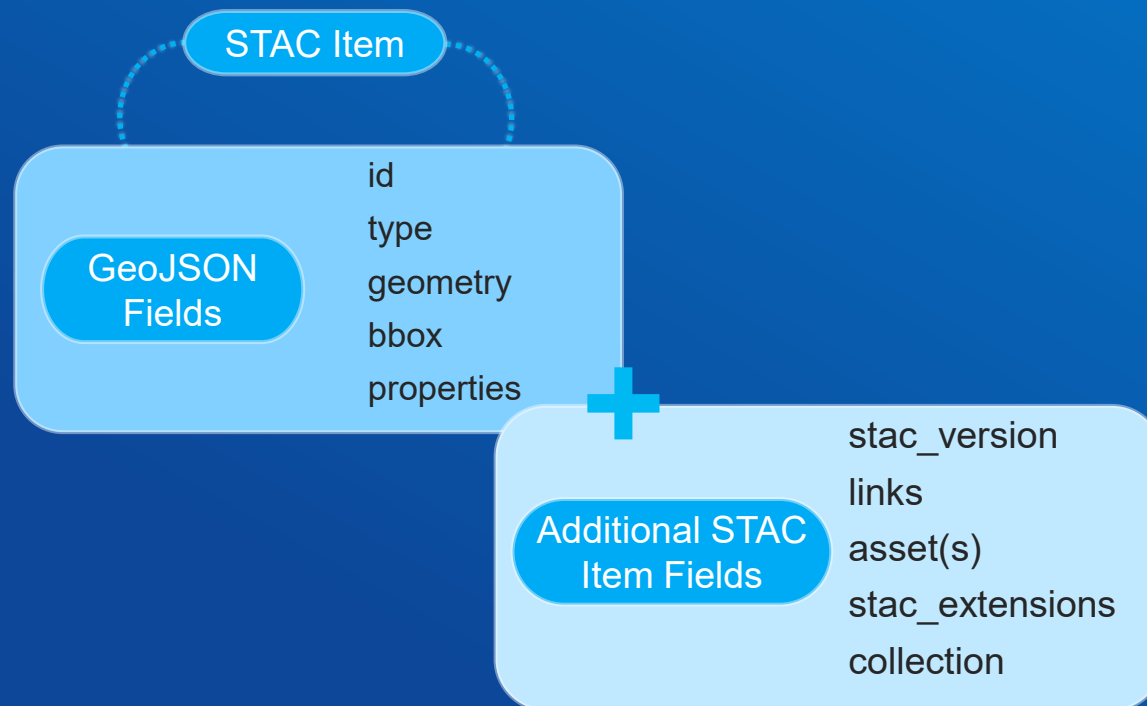 STAC Item
GeoJSON
Fields
id
type
geometry
bbox
properties
Additional STAC
Item Fields
stac_version
links
asset(s)
stac_extensions
collection